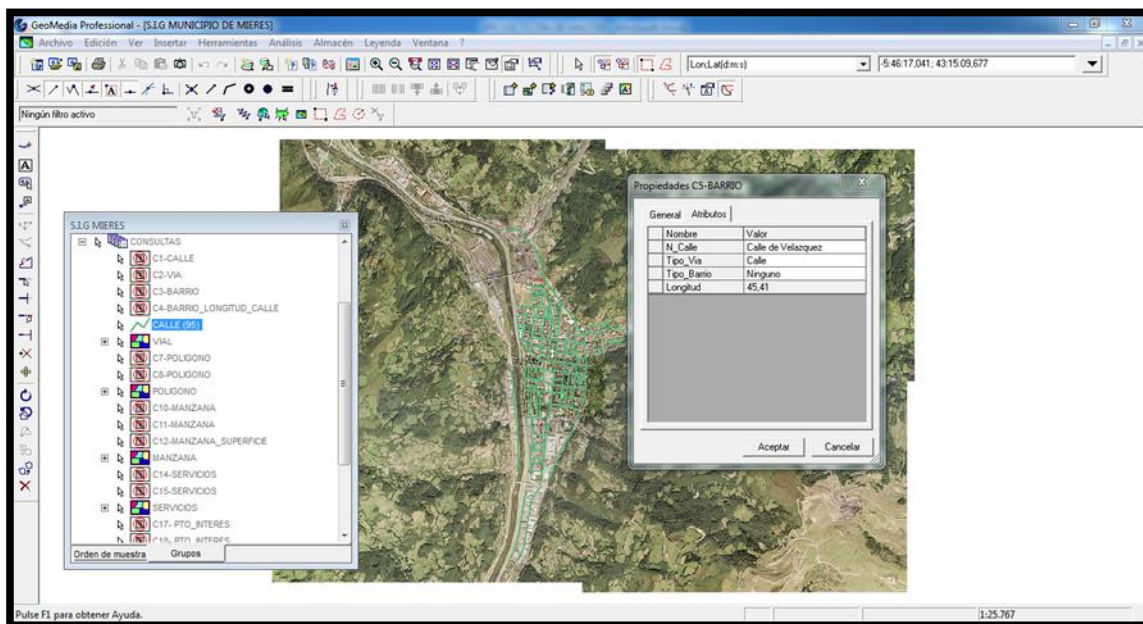 GeoMedia Professional - [S.I.G MUNICIPIO DE MIERES]
Archivo Edición Ver Insertar Herramientas Análisis Almacén Leyenda Ventana ?
Lon;Lat(d:m:s) -5:46:17,041; 43:15:09,677
Ningún filtro activo
S.I.G MIERES
CONSULTAS
C1-CALLE
C2-VIA
C3-BARRIO
C4-BARRIO_LONGITUD_CALLE
CALLE (95)
VIAL
C7-POLIGONO
C8-POLIGONO
POLIGONO
C10-MANZANA
C11-MANZANA
C12-MANZANA_SUPERFICIE
MANZANA
C14-SERVICIOS
C15-SERVICIOS
SERVICIOS
C17- PTO_INTERES
C18- PTO_INTERES
Orden de muestra Grupos
Propiedades C5-BARRIO
General Atributos
Nombre Valor
N_Calle Calle de Velazquez
Tipo_Via Calle
Tipo_Barrio Ninguno
Longitud 45,41
Aceptar Cancelar
Pulse F1 para obtener Ayuda.
1:25.767